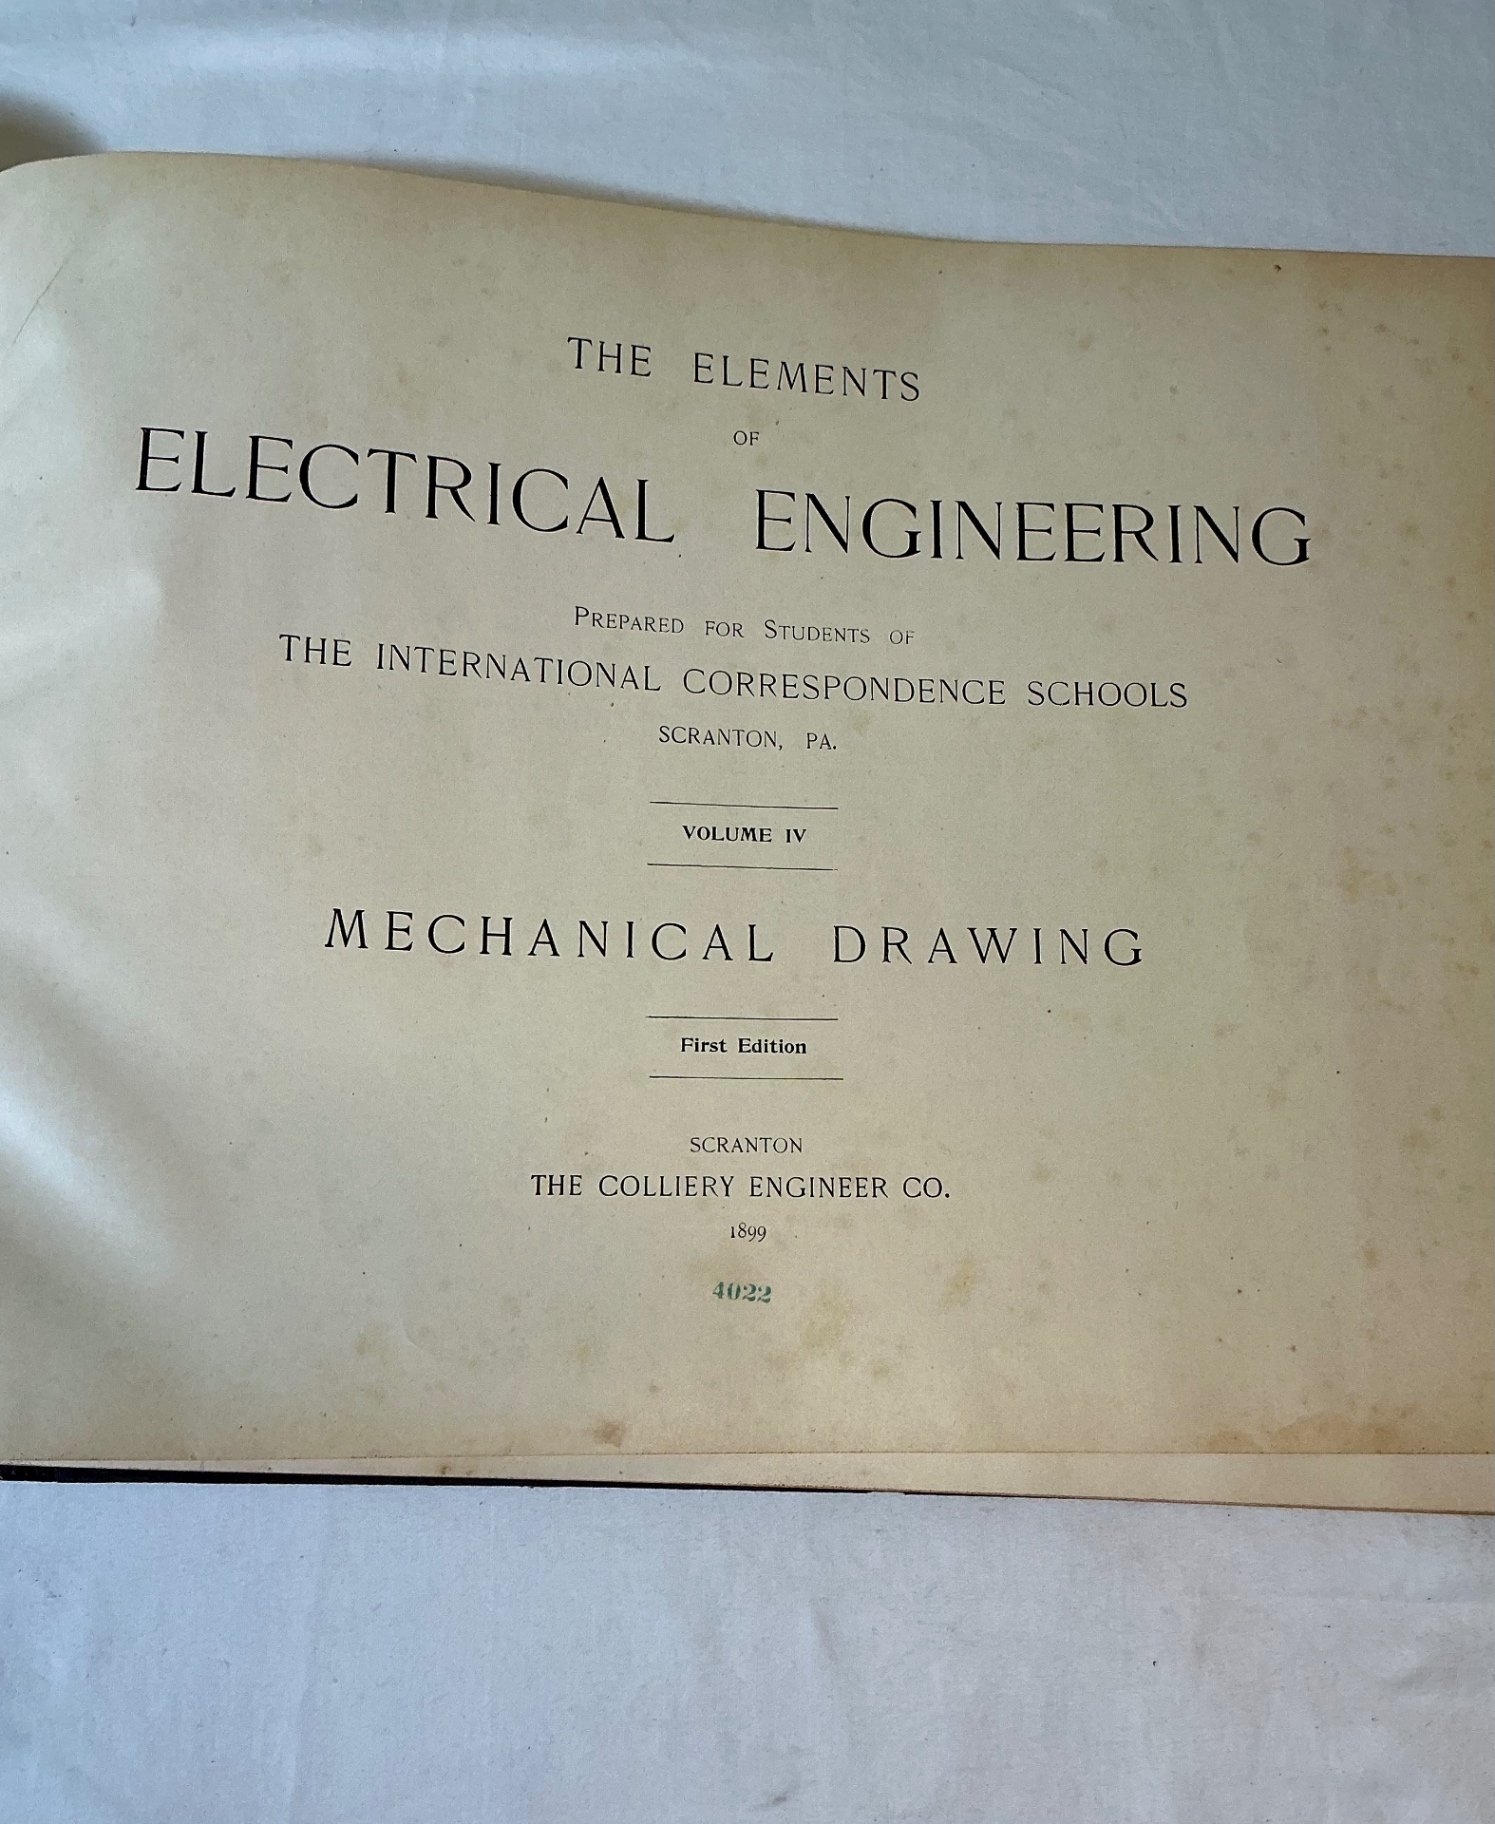 THE ELEMENTS
OF
ELECTRICAL ENGINEERING
PREPARED FOR STUDENTS OF
THE INTERNATIONAL CORRESPONDENCE SCHOOLS
SCRANTON, PA.
VOLUME IV
MECHANICAL DRAWING
First Edition
SCRANTON
THE COLLIERY ENGINEER CO.
1899
4022